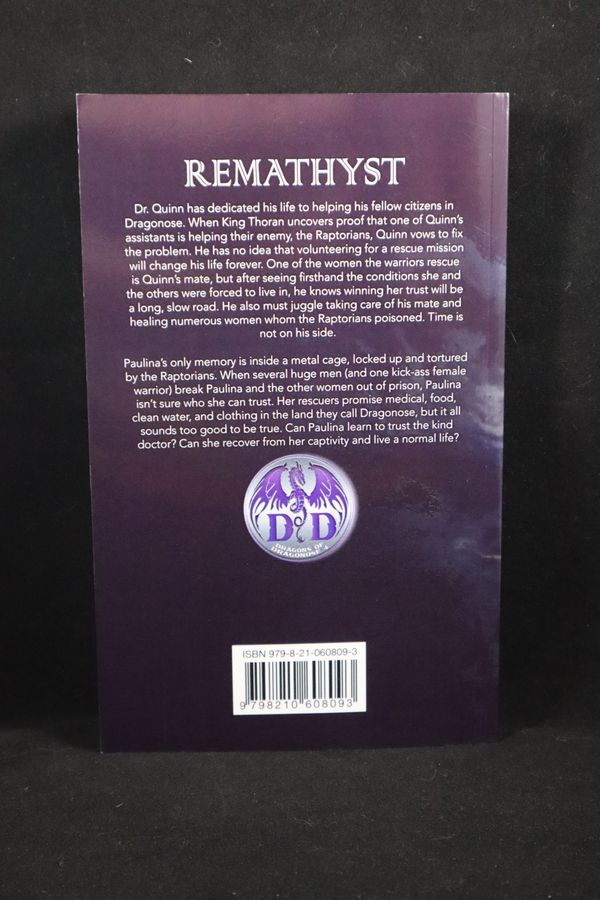 REMATHYST
Dr. Quinn has dedicated his life to helping his fellow citizens in
Dragonose. When King Thoran uncovers proof that one of Quinn's
assistants is helping their enemy, the Raptorians, Quinn vows to fix
the problem. He has no idea that volunteering for a rescue mission
will change his life forever. One of the women the warriors rescue
is Quinn's mate, but after seeing firsthand the conditions she and
the others were forced to live in, he knows winning her trust will be
a long, slow road. He also must juggle taking care of his mate and
healing numerous women whom the Raptorians poisoned. Time is
not on his side.
Paulina's only memory is inside a metal cage, locked up and tortured
by the Raptorians. When several huge men (and one kick-ass female
warrior) break Paulina and the other women out of prison, Paulina
isn't sure who she can trust. Her rescuers promise medical, food,
clean water, and clothing in the land they call Dragonose, but it all
sounds too good to be true. Can Paulina learn to trust the kind
doctor? Can she recover from her captivity and live a normal life?
D D
DRAGONS OF
DRAGONOSE
ISBN 979-8-21-060809-3
9 798210 608093